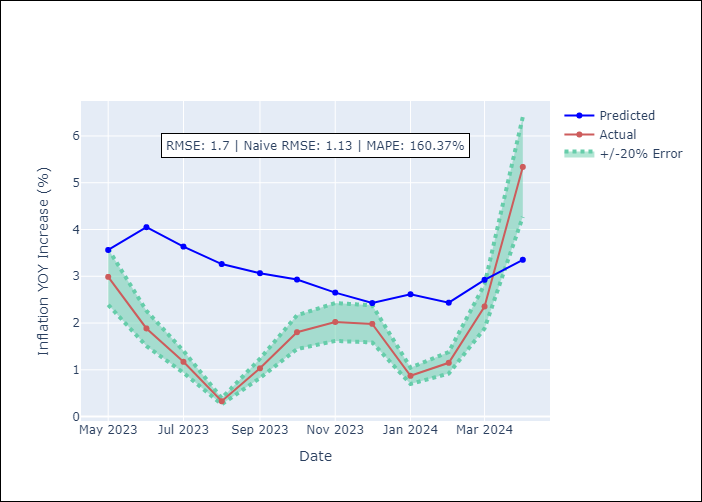 Predicted
Actual
+/-20% Error
RMSE: 1.7 | Naive RMSE: 1.13 | MAPE: 160.37%
Inflation YOY Increase (%)
6
5
4
3
2
1
0
May 2023
Jul 2023
Sep 2023
Nov 2023
Jan 2024
Mar 2024
Date